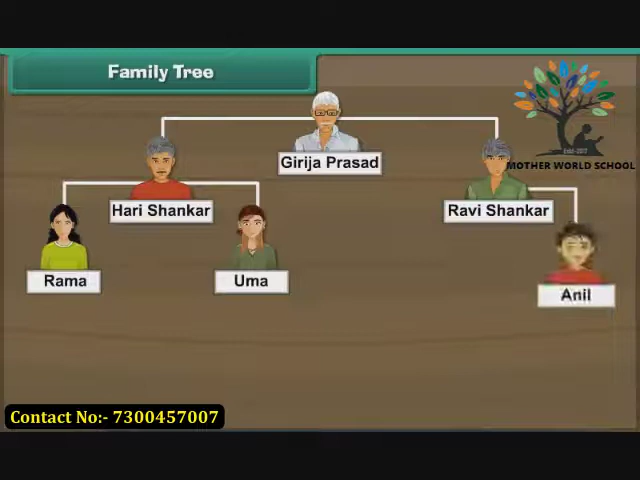 Family Tree
Girija Prasad
MOTHER WORLD SCHOOL
Hari Shankar
Ravi Shankar
Rama
Uma
Anil
Contact No:- 7300457007